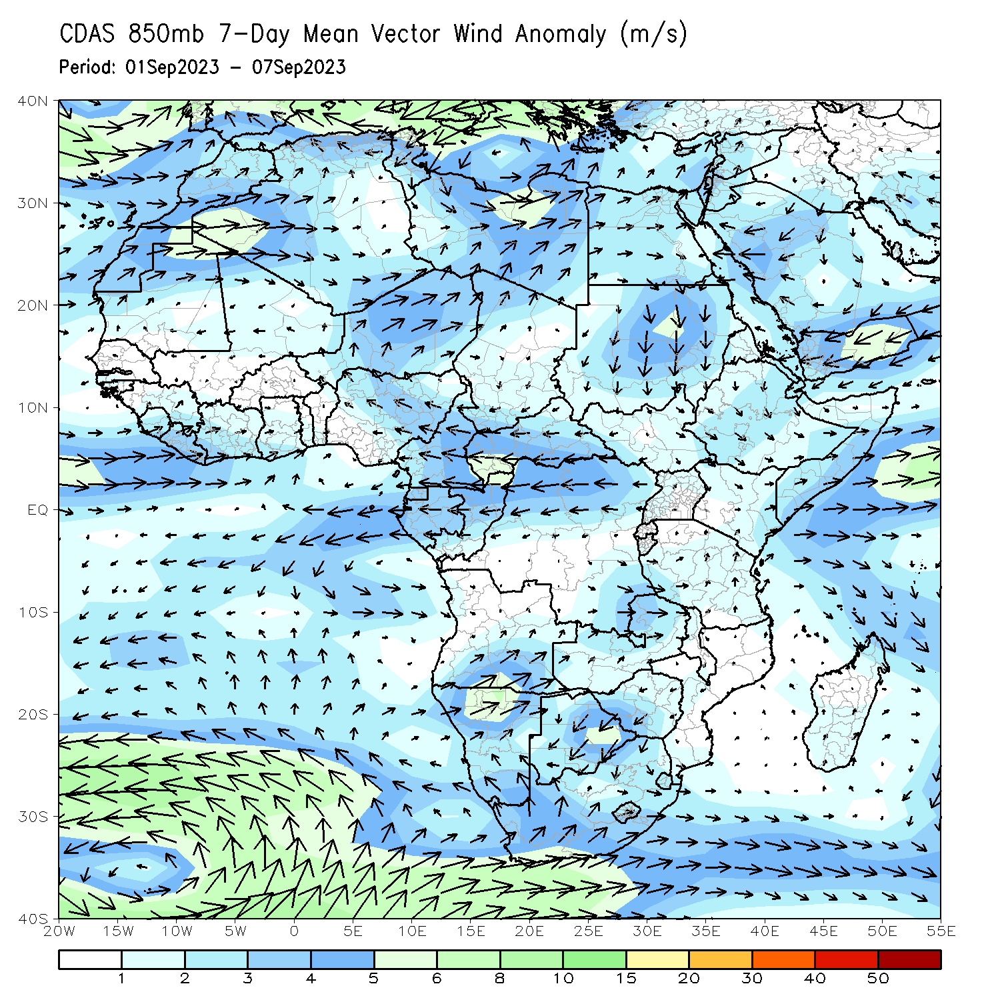 CDAS 850mb 7-Day Mean Vector Wind Anomaly (m/s)
Period: 01Sep2023 - 07Sep2023
40N
30N
20N
10N
EQ
10S
20S
30S
40S
20W 15W 10W 5W 0 5E 10E 15E 20E 25E 30E 35E 40E 45E 50E 55E
1 2 3 4 5 6 8 10 15 20 30 40 50